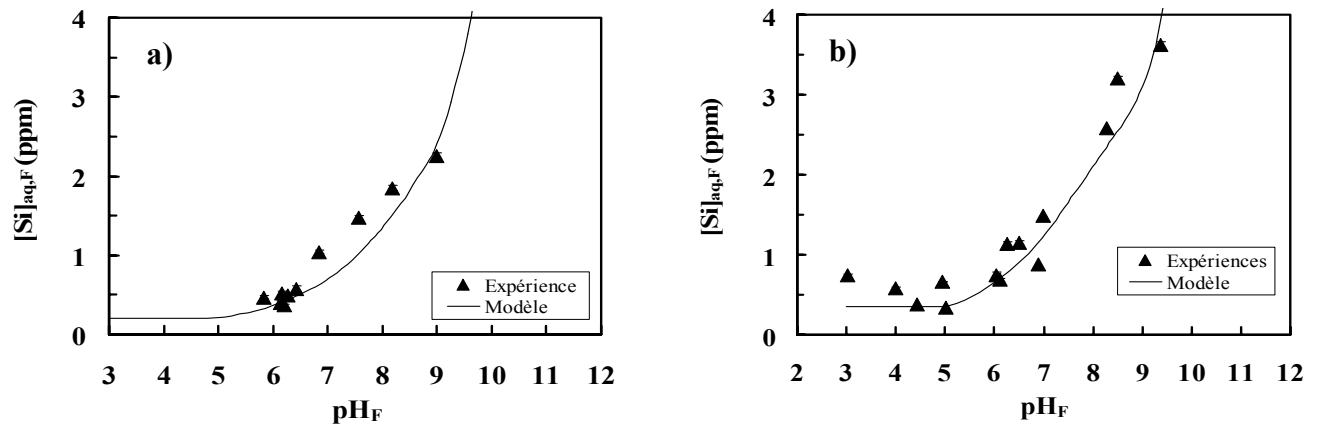 a)
[Si]aq,F (ppm)
4
3
2
1
0
3 4 5 6 7 8 9 10 11 12
pHF
Expérience
Modèle
b)
[Si]aq,F (ppm)
4
3
2
1
0
2 3 4 5 6 7 8 9 10 11 12
pHF
Expériences
Modèle